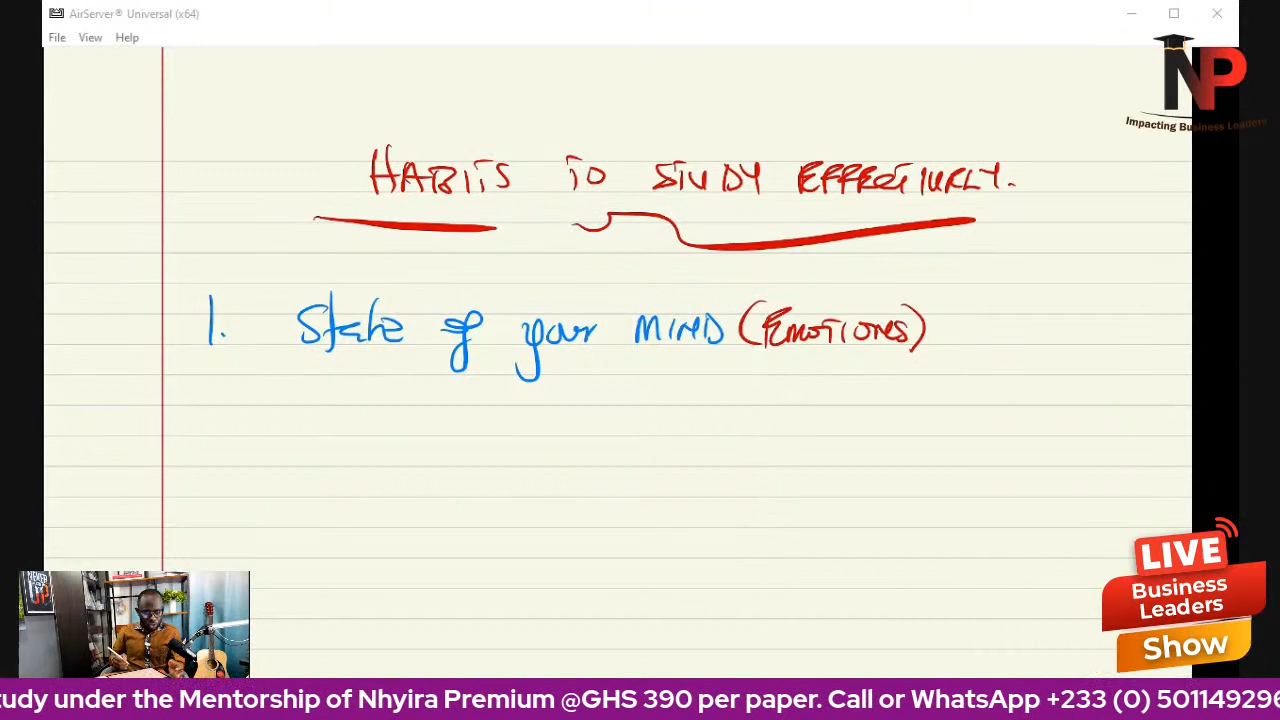 AirServer® Universal (x64)
File View Help
NP
Impacting Business Leaders
HABITS TO STUDY EFFECTIVELY.
1. State of your MIND (EMOTIONS)
LIVE
Business
Leaders
Show
tudy under the Mentorship of Nhyira Premium @GHS 390 per paper. Call or WhatsApp +233 (0) 501149296